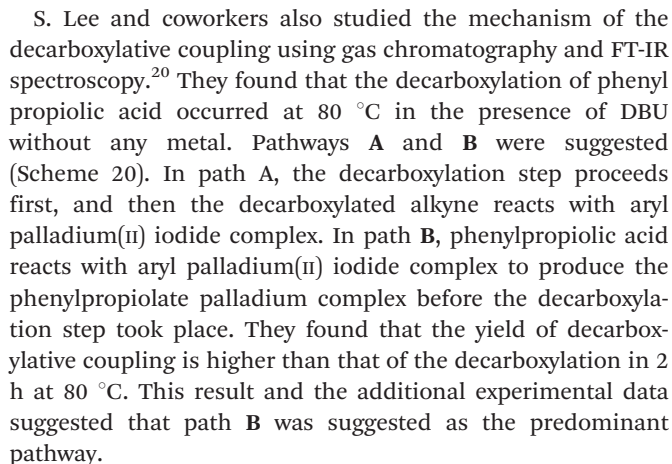 S. Lee and coworkers also studied the mechanism of the
decarboxylative coupling using gas chromatography and FT-IR
spectroscopy.20 They found that the decarboxylation of phenyl
propiolic acid occurred at 80 °C in the presence of DBU
without any metal. Pathways A and B were suggested
(Scheme 20). In path A, the decarboxylation step proceeds
first, and then the decarboxylated alkyne reacts with aryl
palladium(II) iodide complex. In path B, phenylpropiolic acid
reacts with aryl palladium(II) iodide complex to produce the
phenylpropiolate palladium complex before the decarboxyla-
tion step took place. They found that the yield of decarbox-
ylative coupling is higher than that of the decarboxylation in 2
h at 80 °C. This result and the additional experimental data
suggested that path B was suggested as the predominant
pathway.